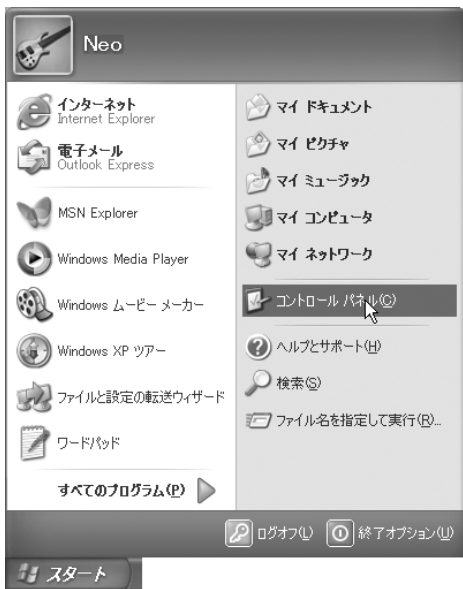 Neo
インターネット
Internet Explorer
電子メール
Outlook Express
MSN Explorer
Windows Media Player
Windows ムービー メーカー
Windows XP ツアー
ファイルと設定の転送ウィザード
ワードパッド
すべてのプログラム(P)
マイ ドキュメント
マイ ピクチャ
マイ ミュージック
マイ コンピュータ
マイ ネットワーク
コントロール パネル(C)
ヘルプとサポート(H)
検索(S)
ファイル名を指定して実行(R)...
ログオフ(L)
終了オプション(U)
スタート